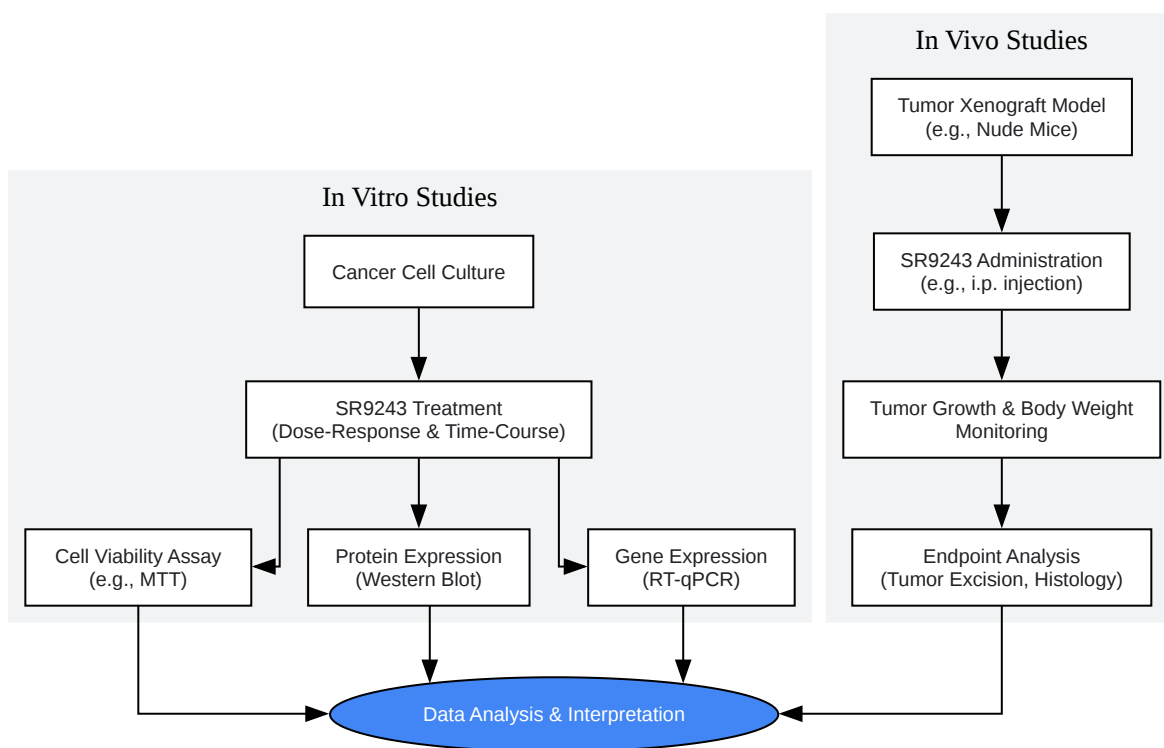 In Vivo Studies
Tumor Xenograft Model
(e.g., Nude Mice)
SR9243 Administration
(e.g., i.p. injection)
Tumor Growth & Body Weight
Monitoring
Endpoint Analysis
(Tumor Excision, Histology)
In Vitro Studies
Cancer Cell Culture
SR9243 Treatment
(Dose-Response & Time-Course)
Cell Viability Assay
(e.g., MTT)
Protein Expression
(Western Blot)
Gene Expression
(RT-qPCR)
Data Analysis & Interpretation